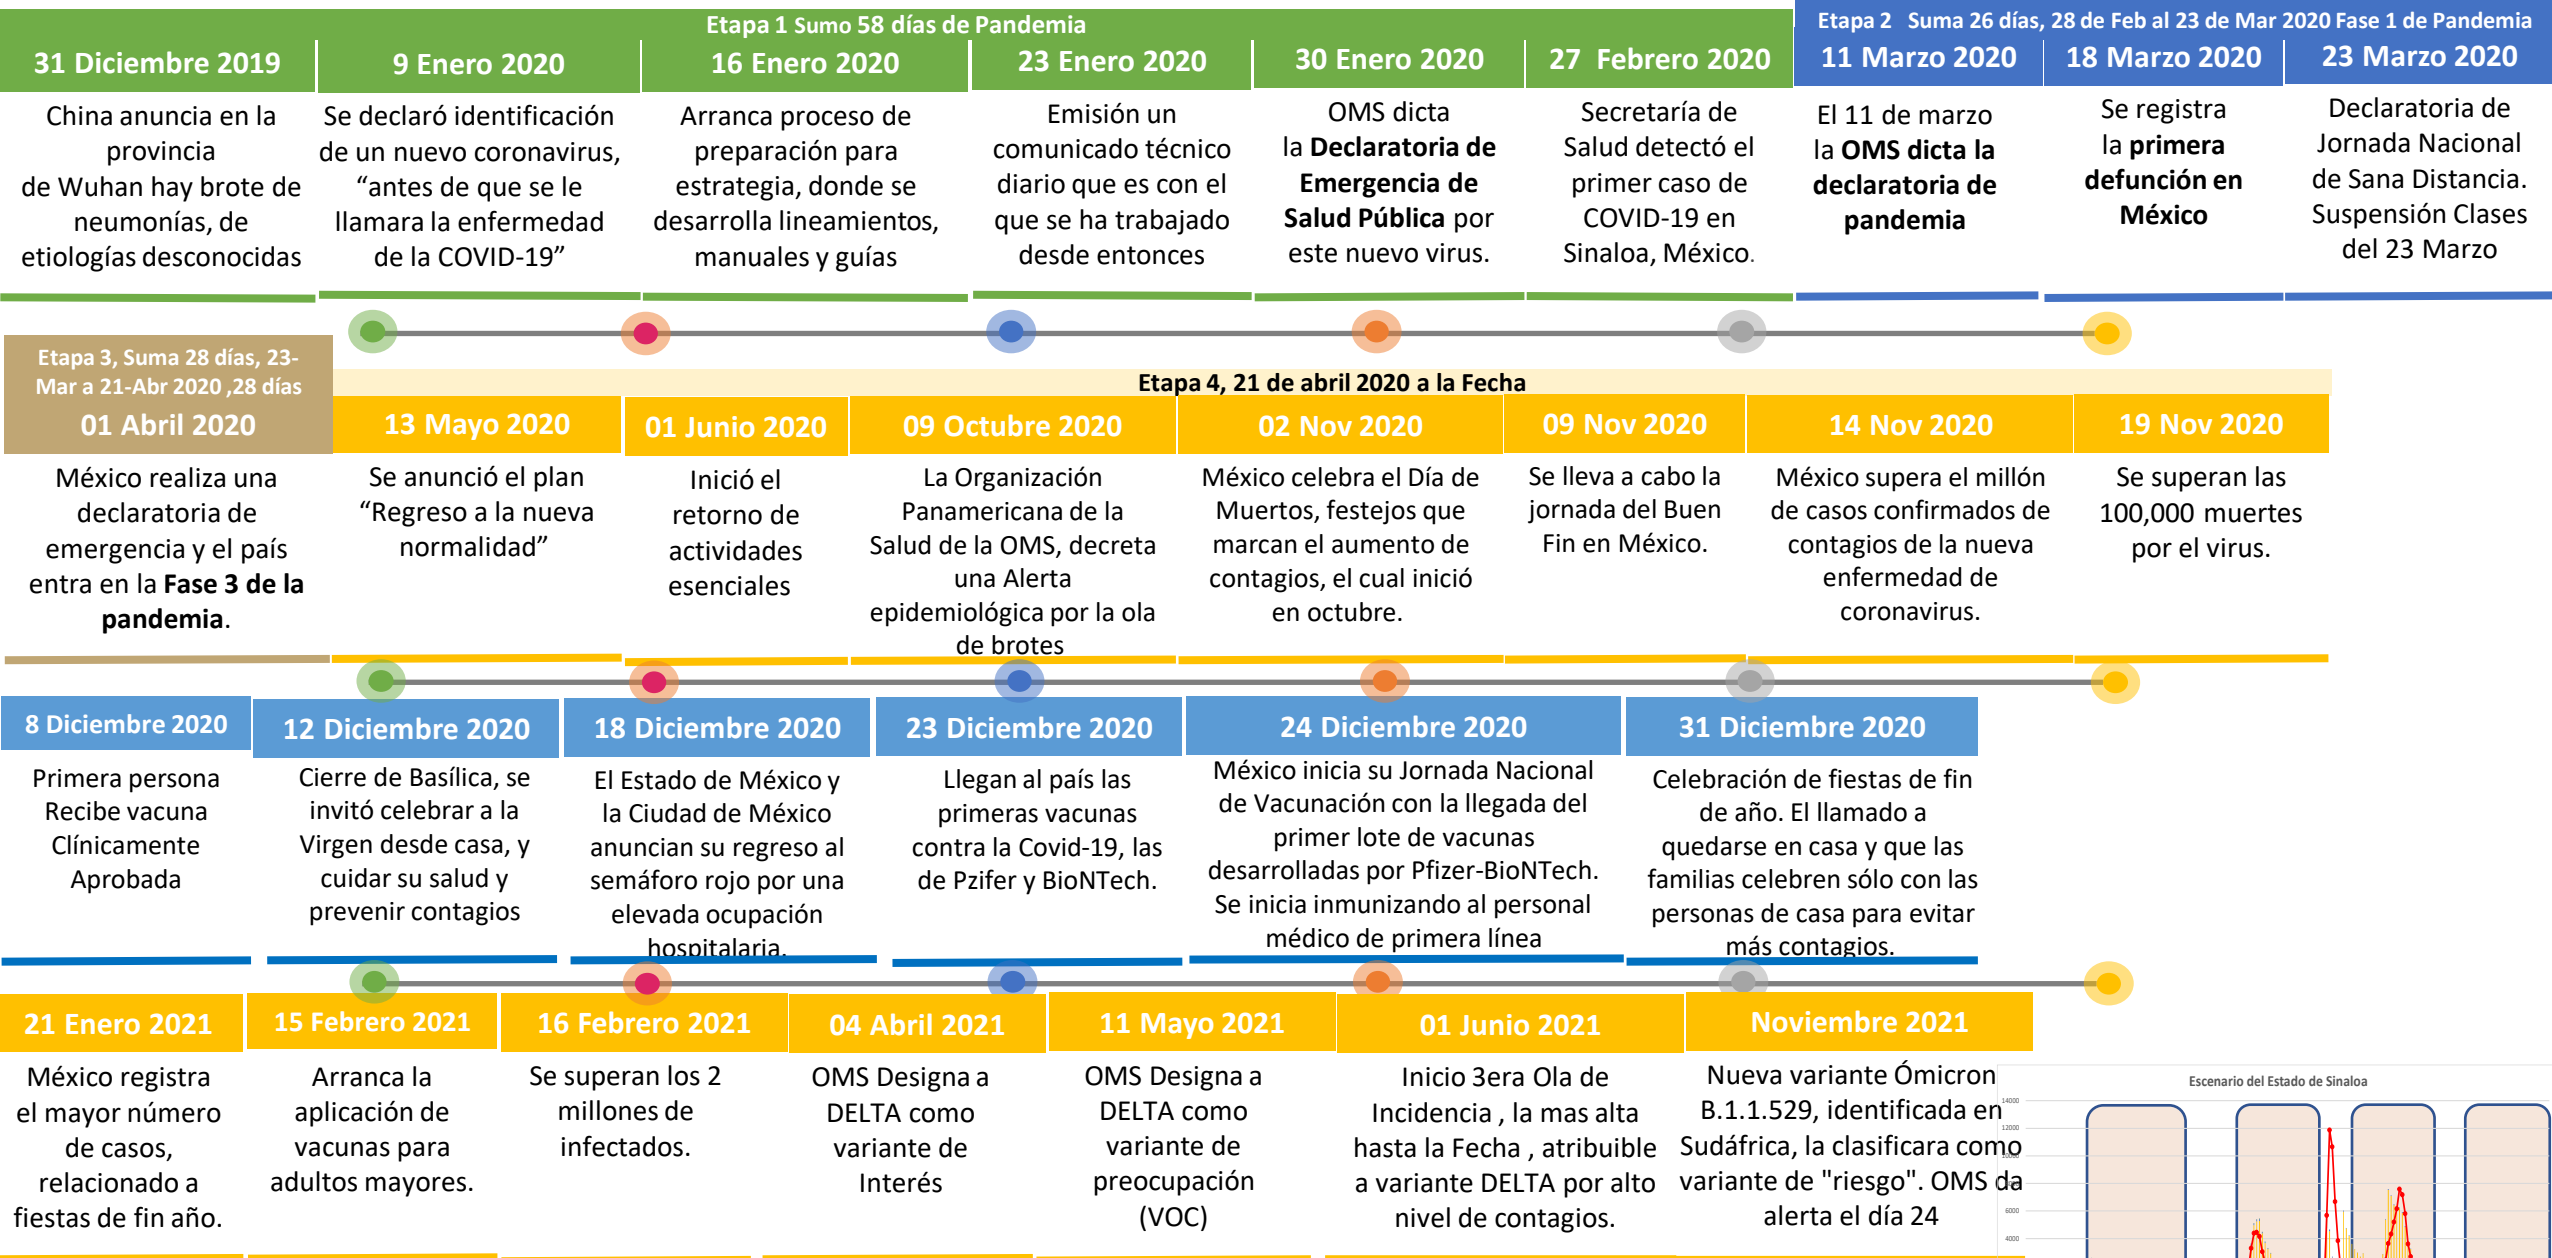 Etapa 1 Sumo 58 días de Pandemia
Etapa 2 Suma 26 días, 28 de Feb al 23 de Mar 2020 Fase 1 de Pandemia
31 Diciembre 2019
China anuncia en la
provincia
de Wuhan hay brote de
neumonías, de
etiologías desconocidas
9 Enero 2020
Se declaró identificación
de un nuevo coronavirus,
“antes de que se le
llamara la enfermedad
de la COVID-19”
16 Enero 2020
Arranca proceso de
preparación para
estrategia, donde se
desarrolla lineamientos,
manuales y guías
23 Enero 2020
Emisión un
comunicado técnico
diario que es con el
que se ha trabajado
desde entonces
30 Enero 2020
OMS dicta
la Declaratoria de
Emergencia de
Salud Pública por
este nuevo virus.
27 Febrero 2020
Secretaría de
Salud detectó el
primer caso de
COVID-19 en
Sinaloa, México.
11 Marzo 2020
El 11 de marzo
la OMS dicta la
declaratoria de
pandemia
18 Marzo 2020
Se registra
la primera
defunción en
México
23 Marzo 2020
Declaratoria de
Jornada Nacional
de Sana Distancia.
Suspensión Clases
del 23 Marzo
Etapa 3, Suma 28 días, 23-
Mar a 21-Abr 2020 ,28 días
01 Abril 2020
México realiza una
declaratoria de
emergencia y el país
entra en la Fase 3 de la
pandemia.
Etapa 4, 21 de abril 2020 a la Fecha
13 Mayo 2020
Se anunció el plan
“Regreso a la nueva
normalidad”
01 Junio 2020
Inició el
retorno de
actividades
esenciales
09 Octubre 2020
La Organización
Panamericana de la
Salud de la OMS, decreta
una Alerta
epidemiológica por la ola
de brotes
02 Nov 2020
México celebra el Día de
Muertos, festejos que
marcan el aumento de
contagios, el cual inició
en octubre.
09 Nov 2020
Se lleva a cabo la
jornada del Buen
Fin en México.
14 Nov 2020
México supera el millón
de casos confirmados de
contagios de la nueva
enfermedad de
coronavirus.
19 Nov 2020
Se superan las
100,000 muertes
por el virus.
8 Diciembre 2020
Primera persona
Recibe vacuna
Clínicamente
Aprobada
12 Diciembre 2020
Cierre de Basílica, se
invitó celebrar a la
Virgen desde casa, y
cuidar su salud y
prevenir contagios
18 Diciembre 2020
El Estado de México y
la Ciudad de México
anuncian su regreso al
semáforo rojo por una
elevada ocupación
hospitalaria.
23 Diciembre 2020
Llegan al país las
primeras vacunas
contra la Covid-19, las
de Pzifer y BioNTech.
24 Diciembre 2020
México inicia su Jornada Nacional
de Vacunación con la llegada del
primer lote de vacunas
desarrolladas por Pfizer-BioNTech.
Se inicia inmunizando al personal
médico de primera línea
31 Diciembre 2020
Celebración de fiestas de fin
de año. El llamado a
quedarse en casa y que las
familias celebren sólo con las
personas de casa para evitar
más contagios.
21 Enero 2021
México registra
el mayor número
de casos,
relacionado a
fiestas de fin año.
15 Febrero 2021
Arranca la
aplicación de
vacunas para
adultos mayores.
16 Febrero 2021
Se superan los 2
millones de
infectados.
04 Abril 2021
OMS Designa a
DELTA como
variante de
Interés
11 Mayo 2021
OMS Designa a
DELTA como
variante de
preocupación
(VOC)
01 Junio 2021
Inicio 3era Ola de
Incidencia , la mas alta
hasta la Fecha , atribuible
a variante DELTA por alto
nivel de contagios.
Noviembre 2021
Nueva variante Ómicron
B.1.1.529, identificada en
Sudáfrica, la clasificara como
variante de "riesgo". OMS da
alerta el día 24
Escenario del Estado de Sinaloa
14000
12000
10000
6000
4000